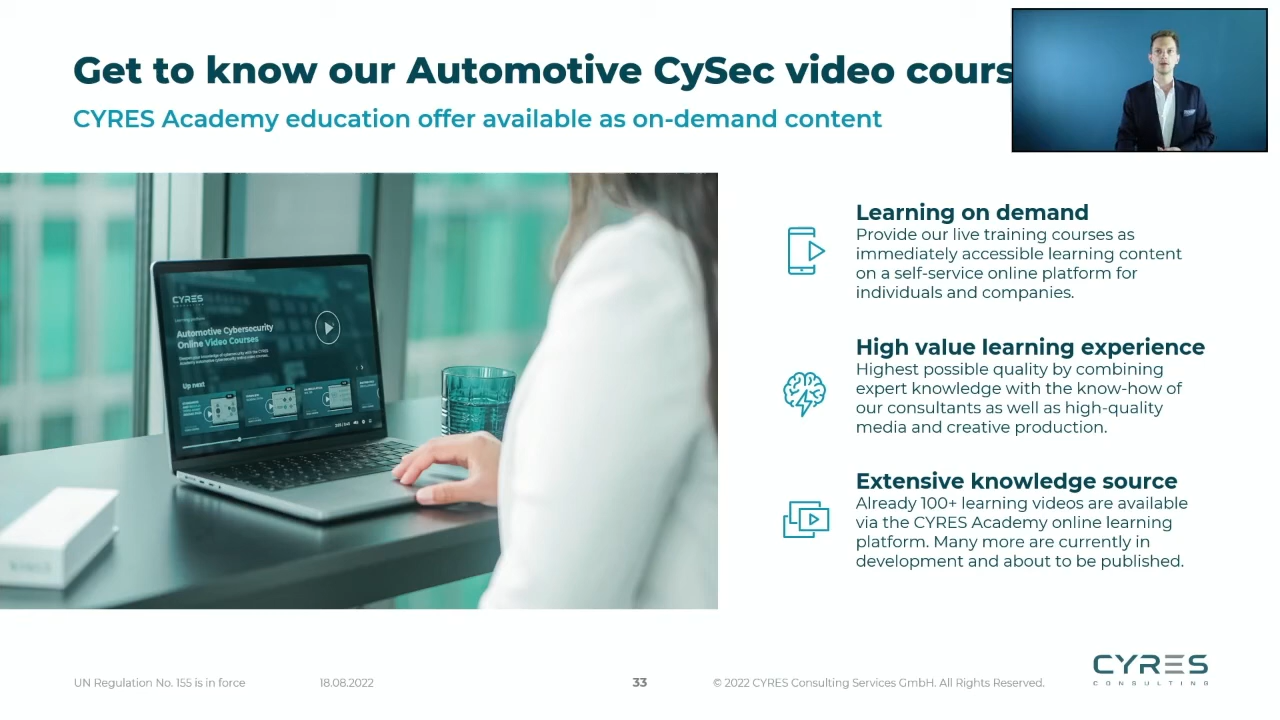 Get to know our Automotive CySec video cours
CYRES Academy education offer available as on-demand content
CYRES
Automotive Cybersecurity
Online Video Courses
Up next
Learning on demand
Provide our live training courses as
immediately accessible learning content
on a self-service online platform for
individuals and companies.
High value learning experience
Highest possible quality by combining
expert knowledge with the know-how of
our consultants as well as high-quality
media and creative production.
Extensive knowledge source
Already 100+ learning videos are available
via the CYRES Academy online learning
platform. Many more are currently in
development and about to be published.
CYRES
CONSULTING
UN Regulation No. 155 is in force
18.08.2022
33
© 2022 CYRES Consulting Services GmbH. All Rights Reserved.